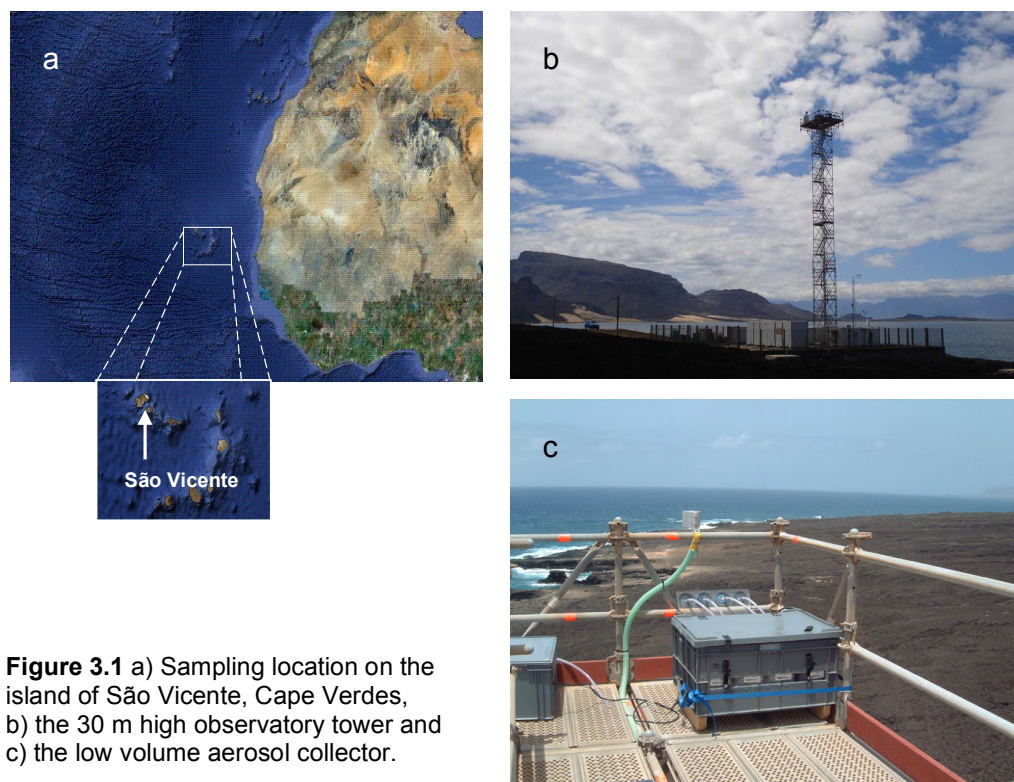 a
São Vicente
b
c
Figure 3.1 a) Sampling location on the
island of São Vicente, Cape Verdes,
b) the 30 m high observatory tower and
c) the low volume aerosol collector.